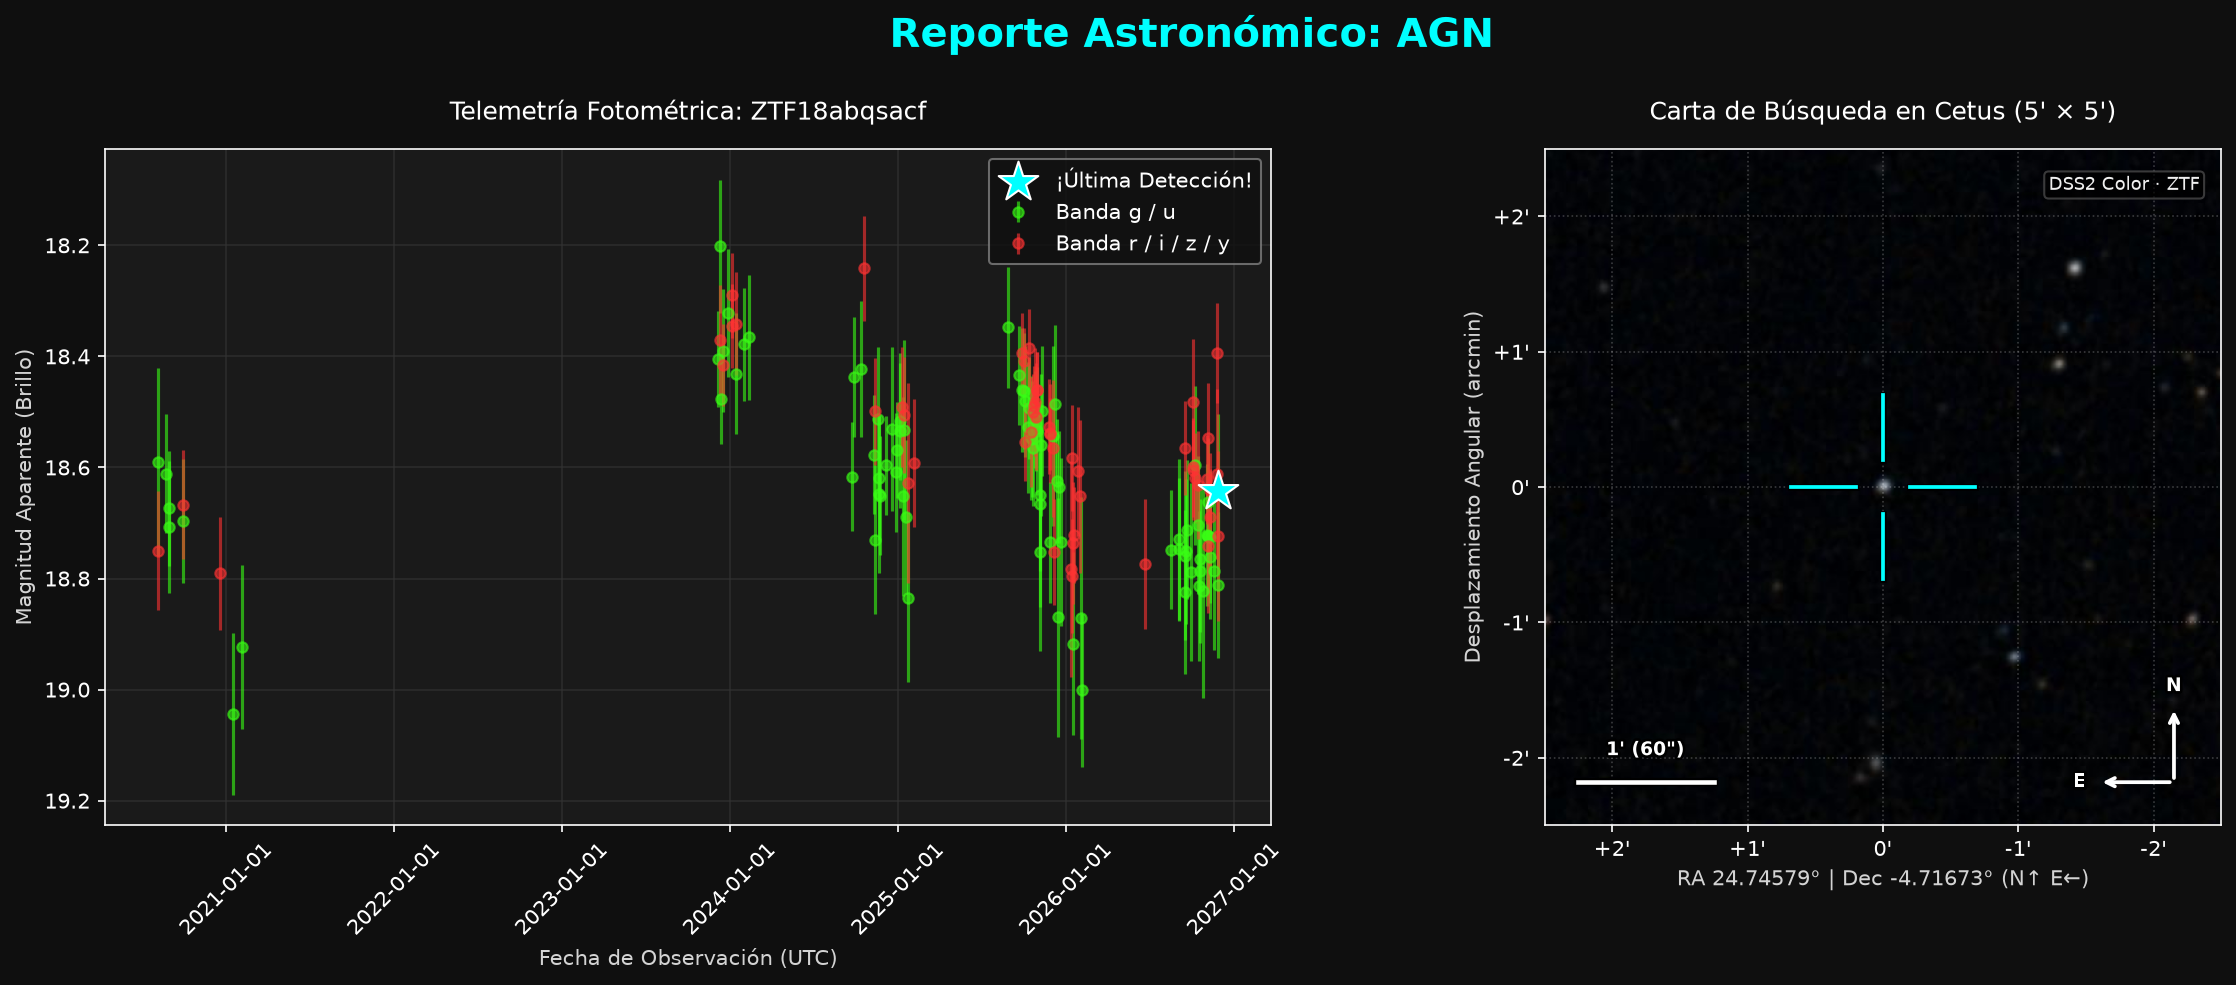 Reporte Astronómico: AGN
Telemetría Fotométrica: ZTF18abqsacf
Magnitud Aparente (Brillo)
18.2
18.4
18.6
18.8
19.0
19.2
¡Última Detección!
Banda g / u
Banda r / i / z / y
2021-01-01
2022-01-01
2023-01-01
2024-01-01
2025-01-01
2026-01-01
2027-01-01
Fecha de Observación (UTC)
Carta de Búsqueda en Cetus (5' × 5')
Desplazamiento Angular (arcmin)
+2'
+1'
0'
-1'
-2'
DSS2 Color · ZTF
N
E
1' (60")
+2'
+1'
0'
-1'
-2'
RA 24.74579° | Dec -4.71673° (N↑ E←)